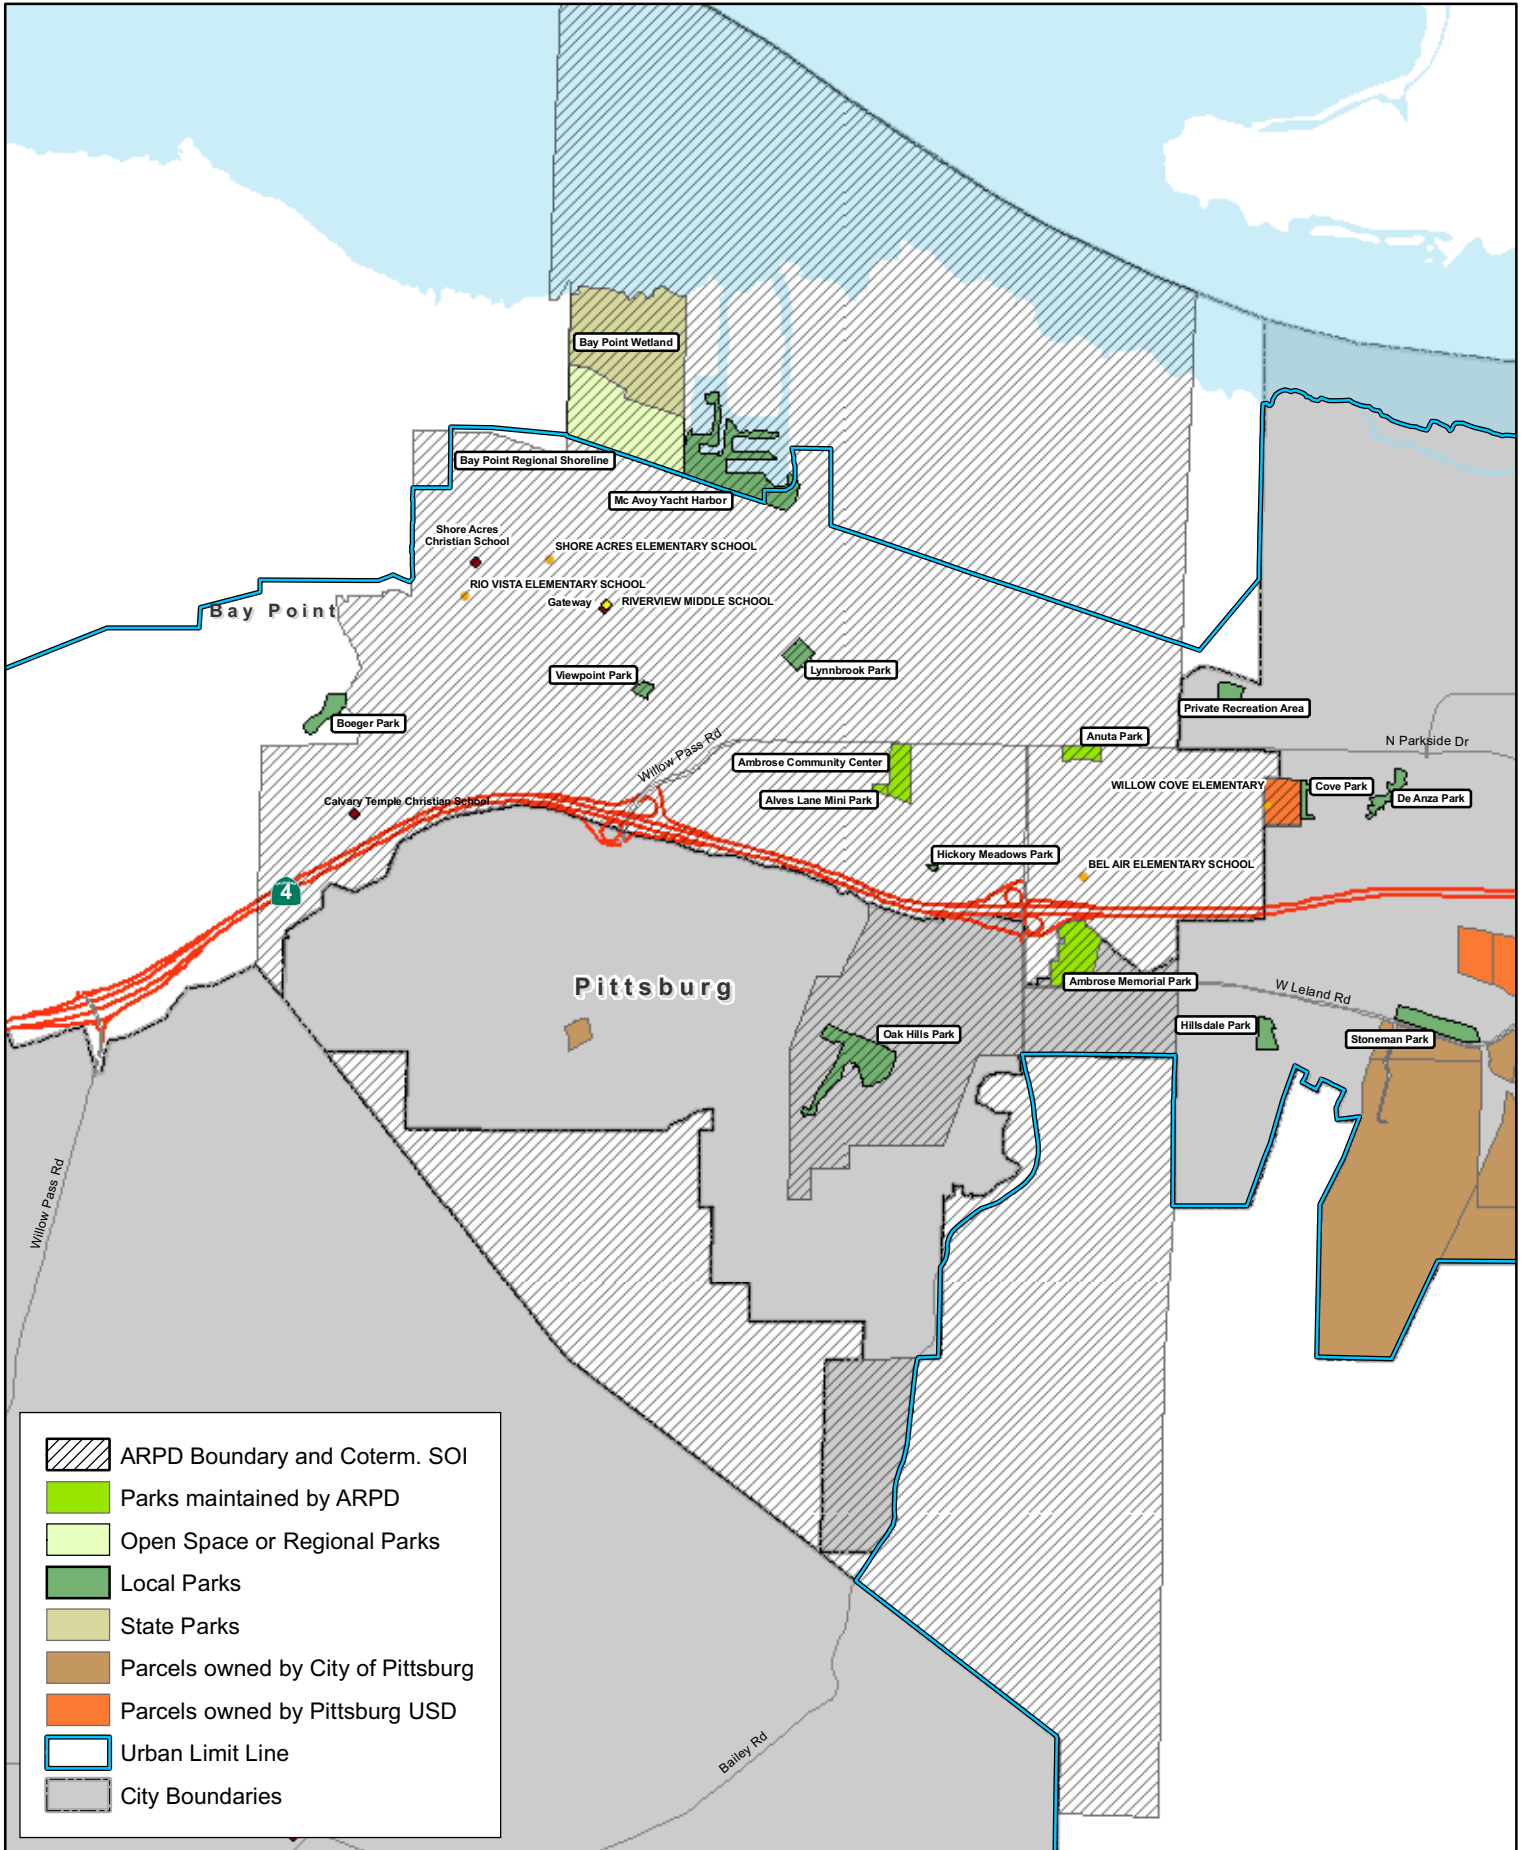 Bay Point Wetland
Bay Point Regional Shoreline
Mc Avoy Yacht Harbor
Shore Acres
Christian School
SHORE ACRES ELEMENTARY SCHOOL
RIO VISTA ELEMENTARY SCHOOL
Gateway
RIVERVIEW MIDDLE SCHOOL
Bay Point
Lynnbrook Park
Viewpoint Park
Boeger Park
Private Recreation Area
Willow Pass Rd
Anuta Park
N Parkside Dr
Ambrose Community Center
WILLOW COVE ELEMENTARY
Cove Park
De Anza Park
Alves Lane Mini Park
Calvary Temple Christian School
Hickory Meadows Park
BEL AIR ELEMENTARY SCHOOL
4
Pittsburg
Ambrose Memorial Park
W Leland Rd
Oak Hills Park
Hillsdale Park
Stoneman Park
Willow Pass Rd
Bailey Rd
ARPD Boundary and Coterm. SOI
Parks maintained by ARPD
Open Space or Regional Parks
Local Parks
State Parks
Parcels owned by City of Pittsburg
Parcels owned by Pittsburg USD
Urban Limit Line
City Boundaries